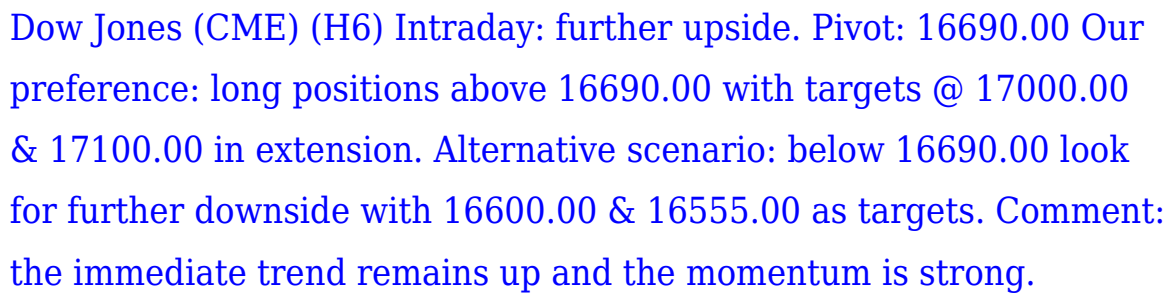 Dow Jones (CME) (H6) Intraday: further upside. Pivot: 16690.00 Our
preference: long positions above 16690.00 with targets @ 17000.00
& 17100.00 in extension. Alternative scenario: below 16690.00 look
for further downside with 16600.00 & 16555.00 as targets. Comment:
the immediate trend remains up and the momentum is strong.